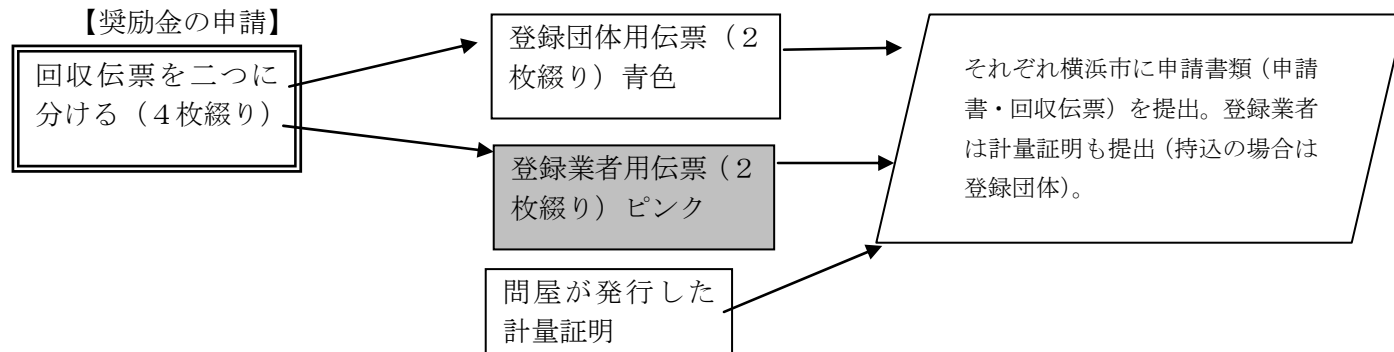 【奨励金の申請】
回収伝票を二つに
分ける（４枚綴り）
登録団体用伝票（２
枚綴り）青色
登録業者用伝票（２
枚綴り）ピンク
問屋が発行した
計量証明
それぞれ横浜市に申請書類（申請
書・回収伝票）を提出。登録業者
は計量証明も提出（持込の場合は
登録団体）。